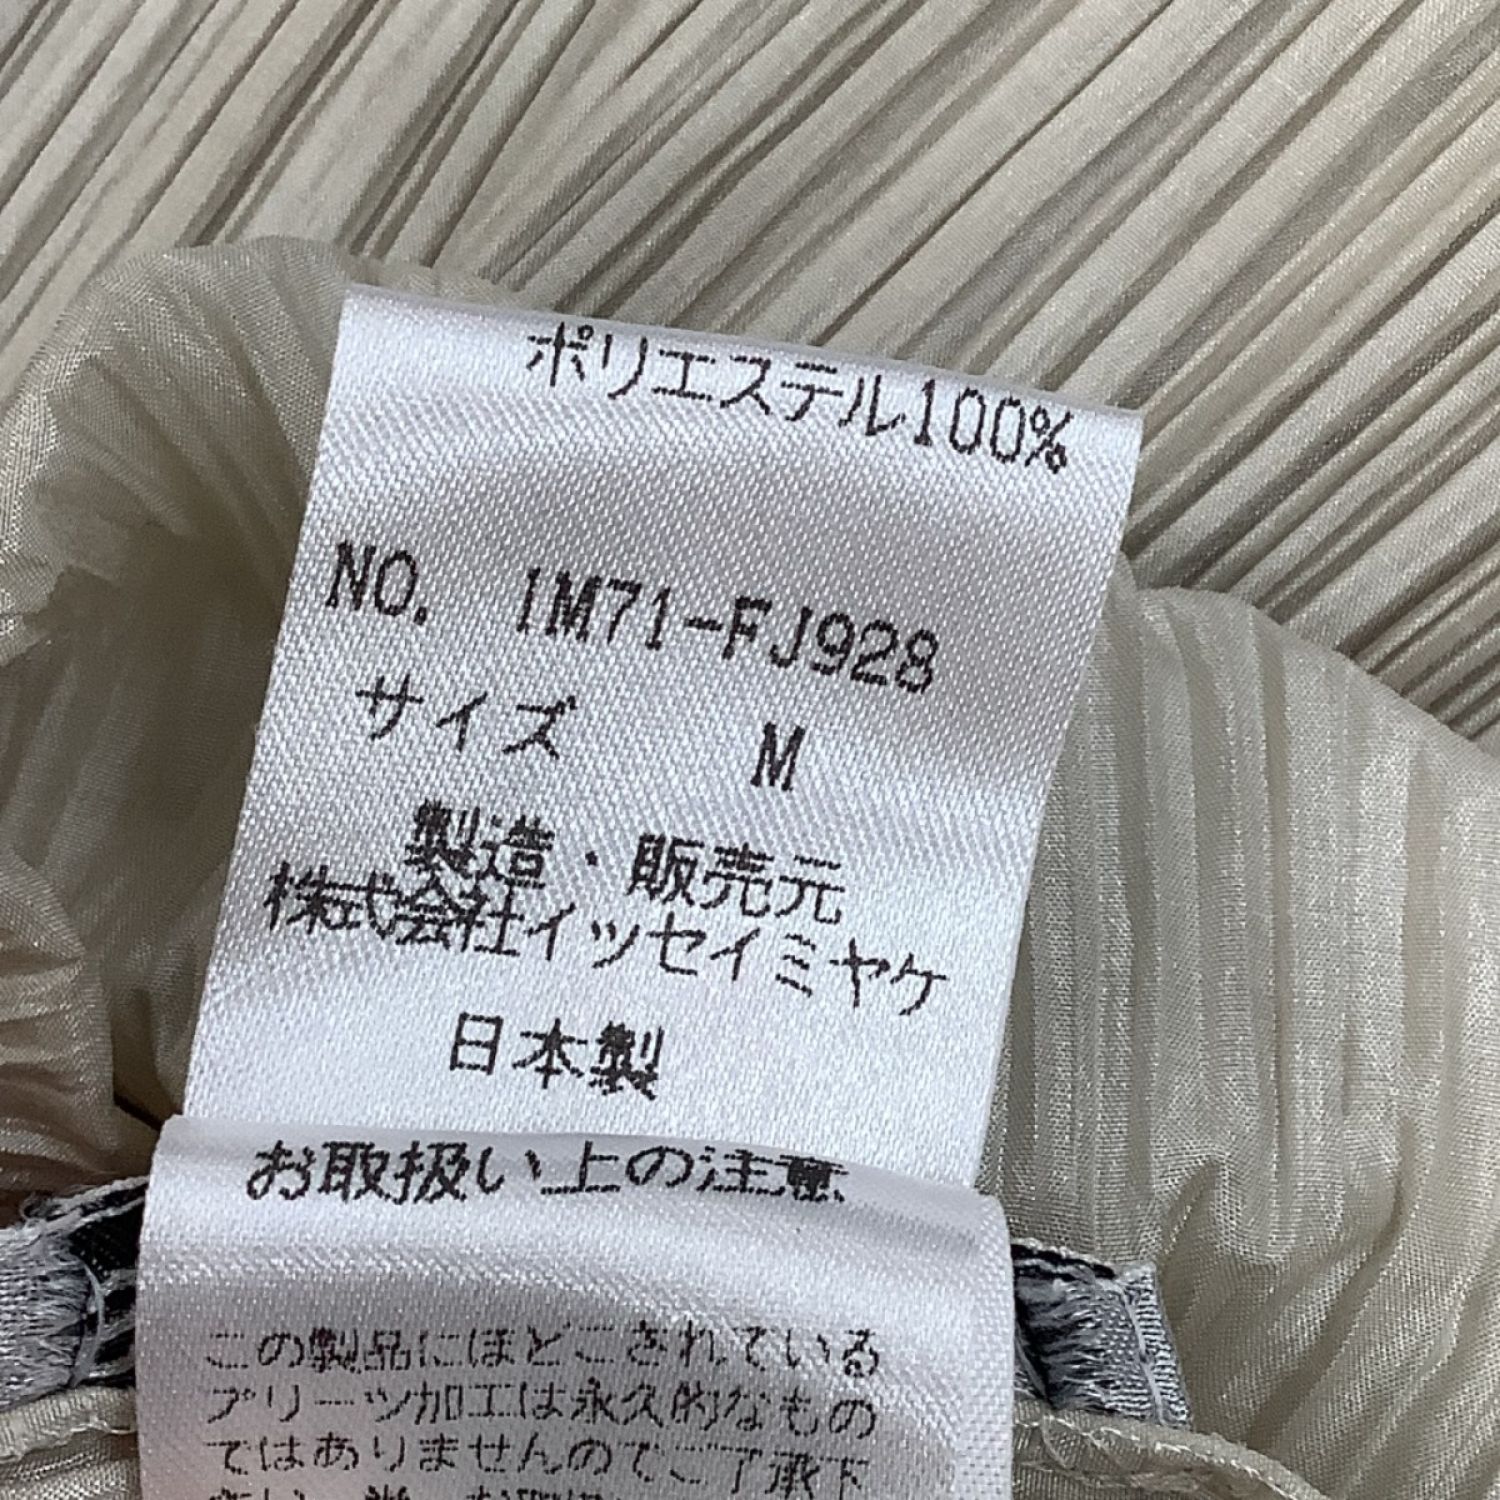 ポリエステル100%
NO. IM71-FJ928
サイズ M
製造・販売元
株式会社イッセイミヤケ
日本製
お取扱い上の注意
この製品にほどこされている
プリーツ加工は永久的なもの
ではありませんのでご了承下